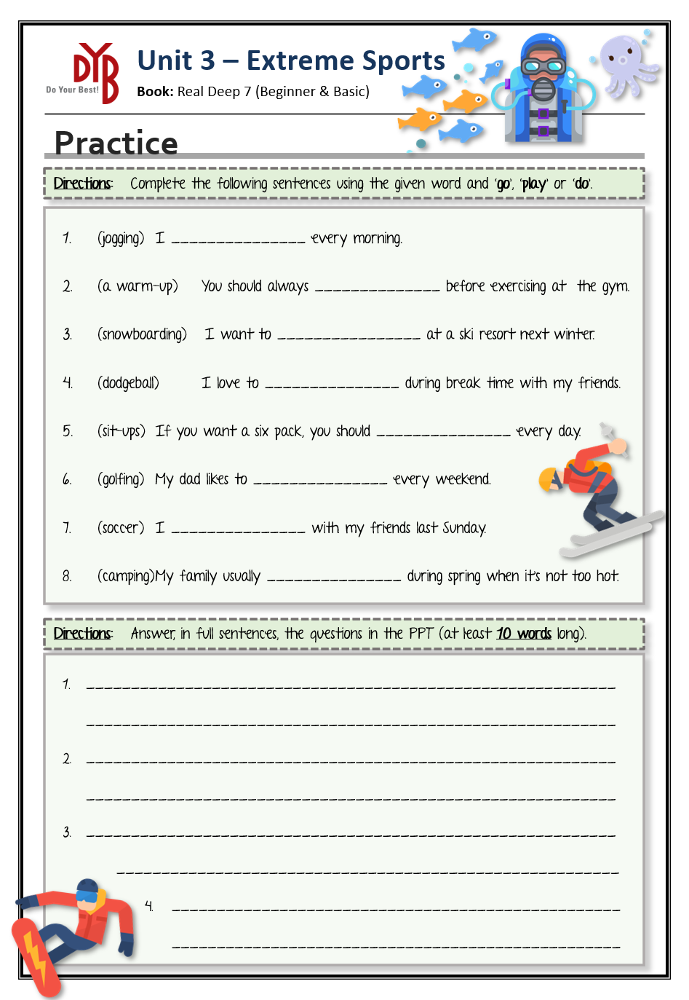 DYB
Do Your Best!
Unit 3 – Extreme Sports
Book: Real Deep 7 (Beginner & Basic)
Practice
Directions: Complete the following sentences using the given word and 'go', 'play' or 'do'.
1. (jogging) I _______________ every morning.
2. (a warm-up) You should always ______________ before exercising at the gym.
3. (snowboarding) I want to ________________ at a ski resort next winter.
4. (dodgeball) I love to _______________ during break time with my friends.
5. (sit-ups) If you want a six pack, you should _______________ every day.
6. (golfing) My dad likes to _______________ every weekend.
7. (soccer) I _______________ with my friends last Sunday.
8. (camping)My family usually _______________ during spring when it's not too hot.
Directions: Answer, in full sentences, the questions in the PPT (at least 10 words long).
1. ____________________________________________________________
____________________________________________________________
2. ____________________________________________________________
____________________________________________________________
3. ____________________________________________________________
_________________________________________________________
4. ___________________________________________________
___________________________________________________